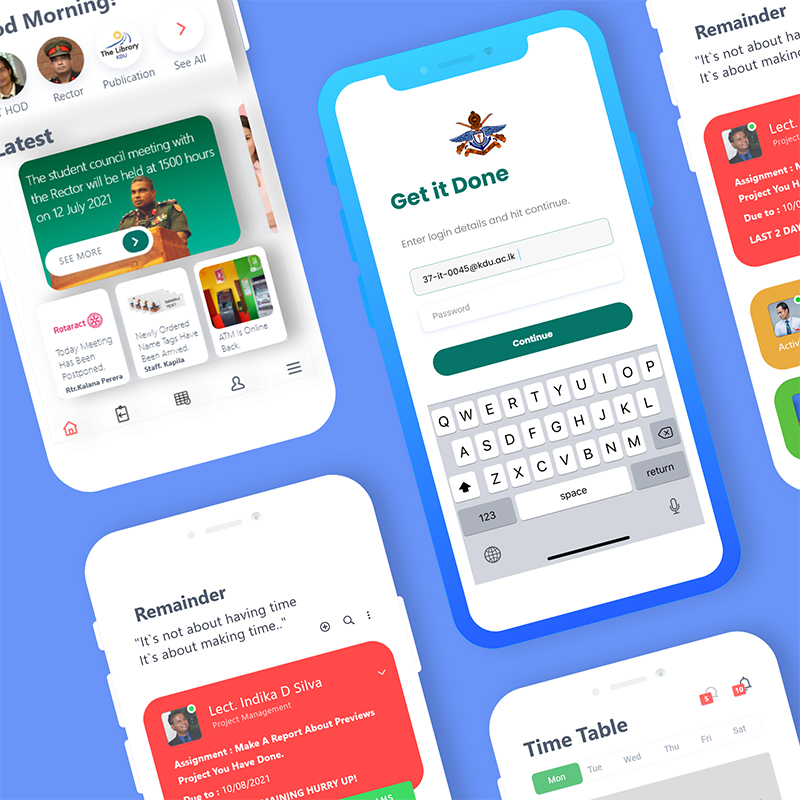 d Morning!
The Library
KDU
HOD
Rector
Publication
See All
Latest
The student council meeting with
the Rector will be held at 1500 hours
on 12 July 2021
SEE MORE
Rotaract
Today Meeting
Has Been
Postponed.
Rtr.Kalana Perera
SAMPLE
TEXT
Newly Ordered
Name Tags Have
Been Arrived.
Staff. Kapila
ATM Is Online
Back.
Get it Done
Enter login details and hit continue.
37-it-0045@kdu.ac.lk
Password
Continue
Q W E R T Y U I O P
A S D F G H J K L
Z X C V B N M
123
space
return
Remainder
"It`s not about ha
It`s about makin
Lect.
Project
Assignment : M
Project You Ha
Due to : 10/0
LAST 2 DAY
Activ
Remainder
"It`s not about having time
It`s about making time.."
Lect. Indika D Silva
Project Management
Assignment : Make A Report About Previews
Project You Have Done.
Due to : 10/08/2021
AINING HURRY UP!
NS
5
10
Time Table
Mon
Tue
Wed
Thu
Fri
Sat